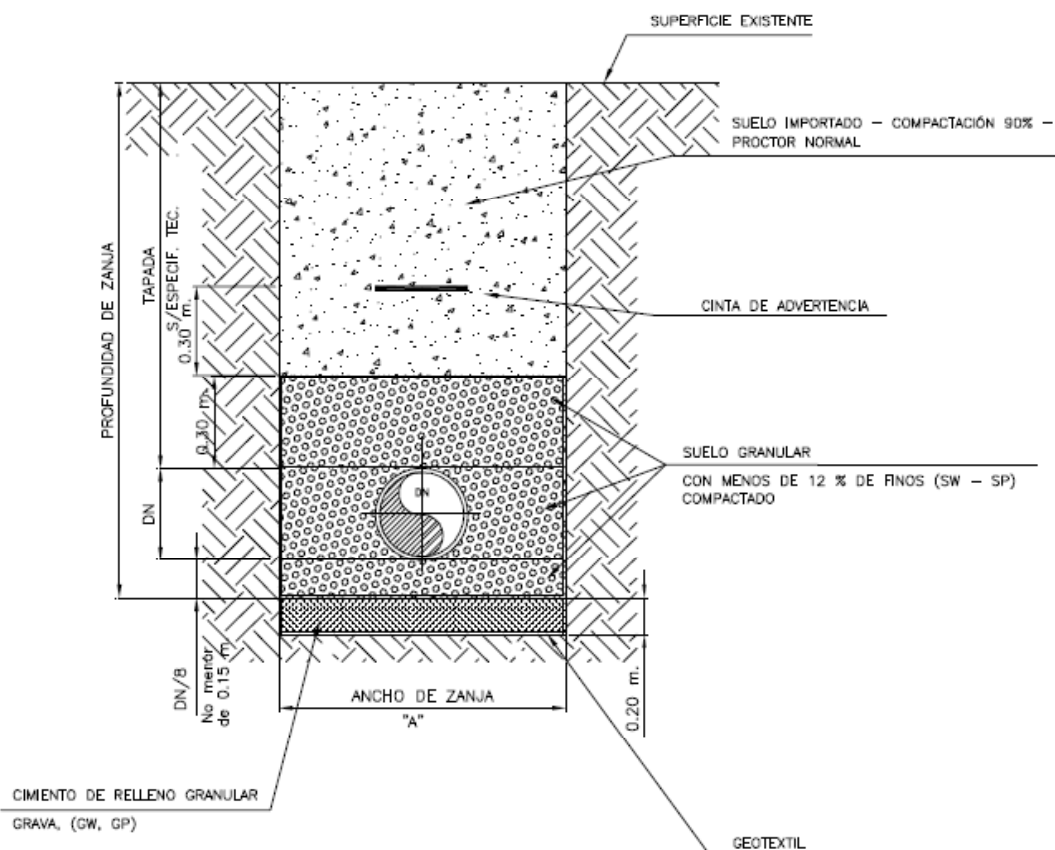 SUPERFICIE EXISTENTE
SUELO IMPORTADO – COMPACTACIÓN 90% –
PROCTOR NORMAL
PROFUNDIDAD DE ZANJA
TAPADA
S/ESPECIF. TEC.
0.30 m.
CINTA DE ADVERTENCIA
0.30 m.
SUELO GRANULAR
CON MENOS DE 12 % DE FINOS (SW – SP)
COMPACTADO
DN
DN
DN/8
No menor
de 0.15 m
ANCHO DE ZANJA
"A"
0.20 m.
CIMIENTO DE RELLENO GRANULAR
GRAVA, (GW, GP)
GEOTEXTIL